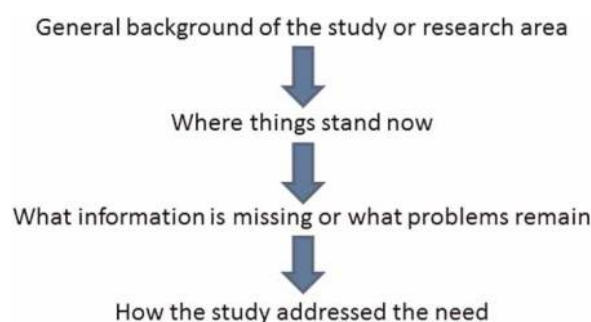 General background of the study or research area
Where things stand now
What information is missing or what problems remain
How the study addressed the need